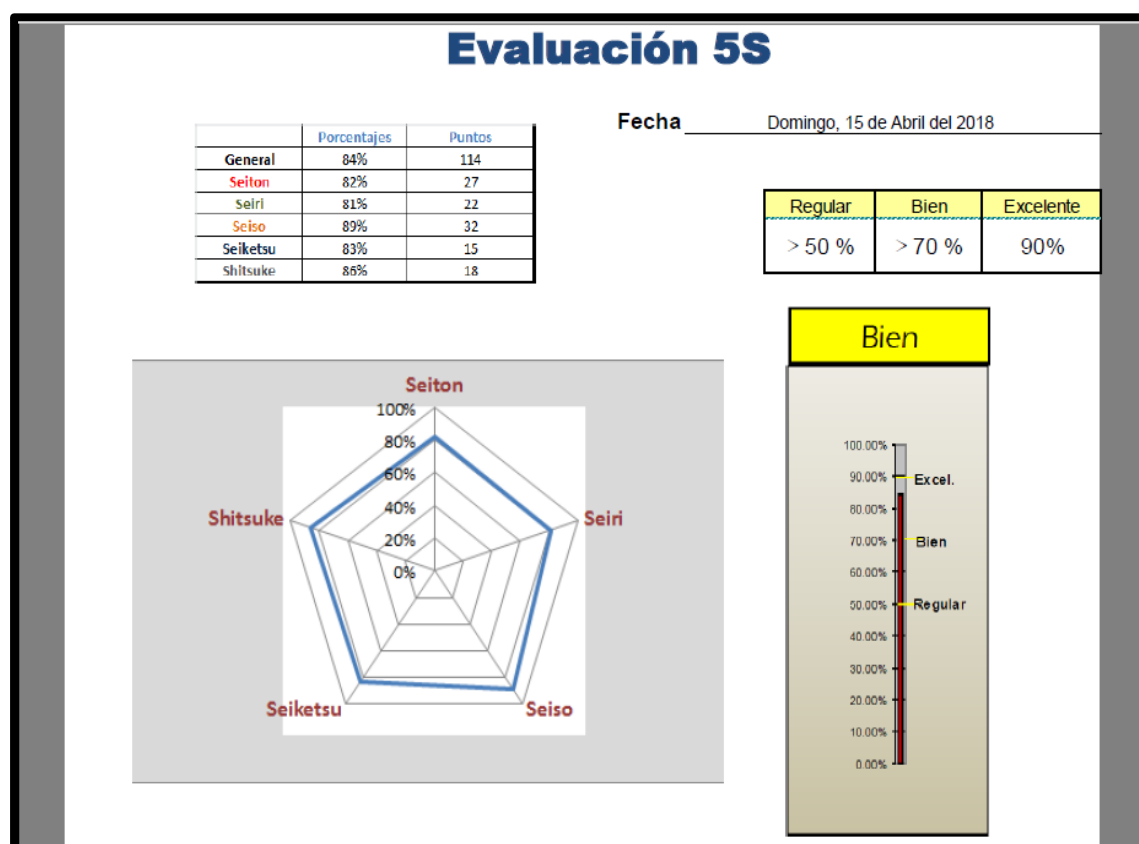 Evaluación 5S
Fecha Domingo, 15 de Abril del 2018
Porcentajes Puntos
General 84% 114
Seiton 82% 27
Seiri 81% 22
Seiso 89% 32
Seiketsu 83% 15
Shitsuke 86% 18
Regular Bien Excelente
> 50 % > 70 % 90%
Bien
Seiton
100%
80%
60%
40%
20%
0%
Shitsuke
Seiri
Seiketsu
Seiso
100.00%
90.00% Excel.
80.00%
70.00% Bien
60.00%
50.00% Regular
40.00%
30.00%
20.00%
10.00%
0.00%